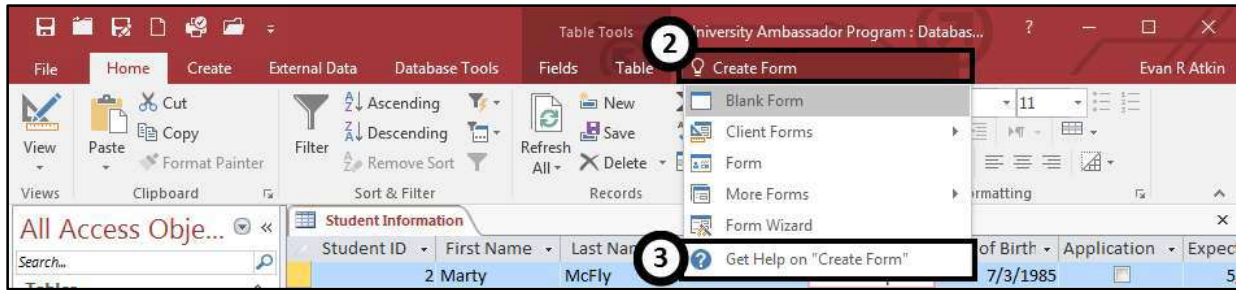 Table Tools
2
University Ambassador Program : Databas...
?
File
Home
Create
External Data
Database Tools
Fields
Table
Create Form
Evan R Atkin
View
Paste
Cut
Copy
Format Painter
Filter
Ascending
Descending
Remove Sort
Refresh
All
New
Save
Delete
Blank Form
Client Forms
Form
More Forms
Form Wizard
3
Get Help on "Create Form"
11
Views
Clipboard
Sort & Filter
Records
rmatting
All Access Obje...
Search...
Student Information
Student ID
First Name
Last Nar
of Birth
Application
Expec
2
Marty
McFly
7/3/1985
5